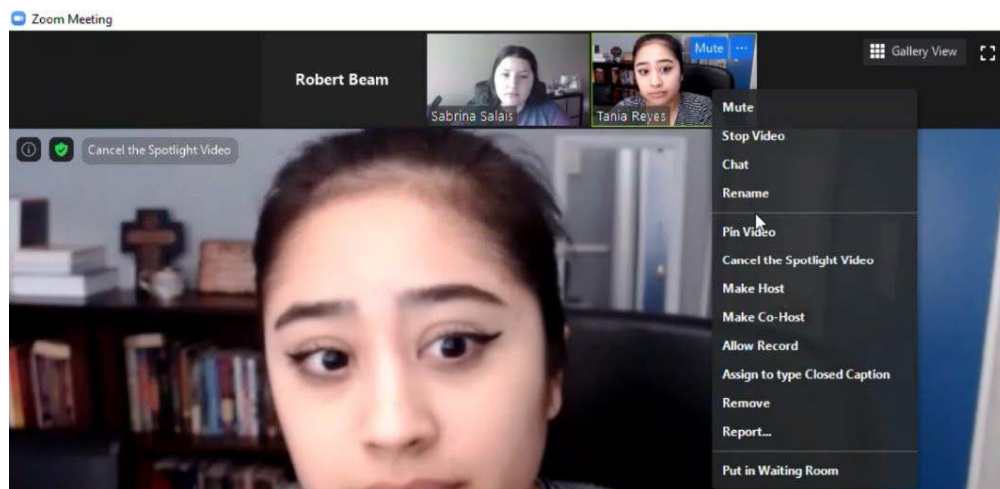 Zoom Meeting
Robert Beam
Sabrina Salais
Tania Reyes
Mute ...
Gallery View
Cancel the Spotlight Video
Mute
Stop Video
Chat
Rename
Pin Video
Cancel the Spotlight Video
Make Host
Make Co-Host
Allow Record
Assign to type Closed Caption
Remove
Report...
Put in Waiting Room